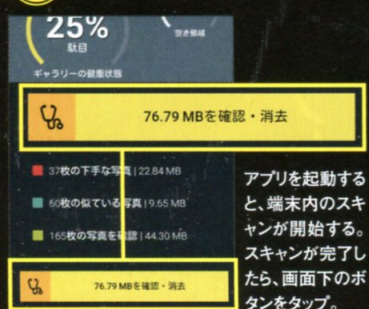 25%
駄目
空き領域
ギャラリーの健康状態
76.79 MBを確認・消去
37枚の下手な写真 | 22.84 MB
60枚の似ている写真 | 9.65 MB
165枚の写真を確認 | 44.30 MB
76.79 MBを確認・消去
アプリを起動する
と、端末内のスキ
ャンが開始する。
スキャンが完了し
たら、画面下のボ
タンをタップ。